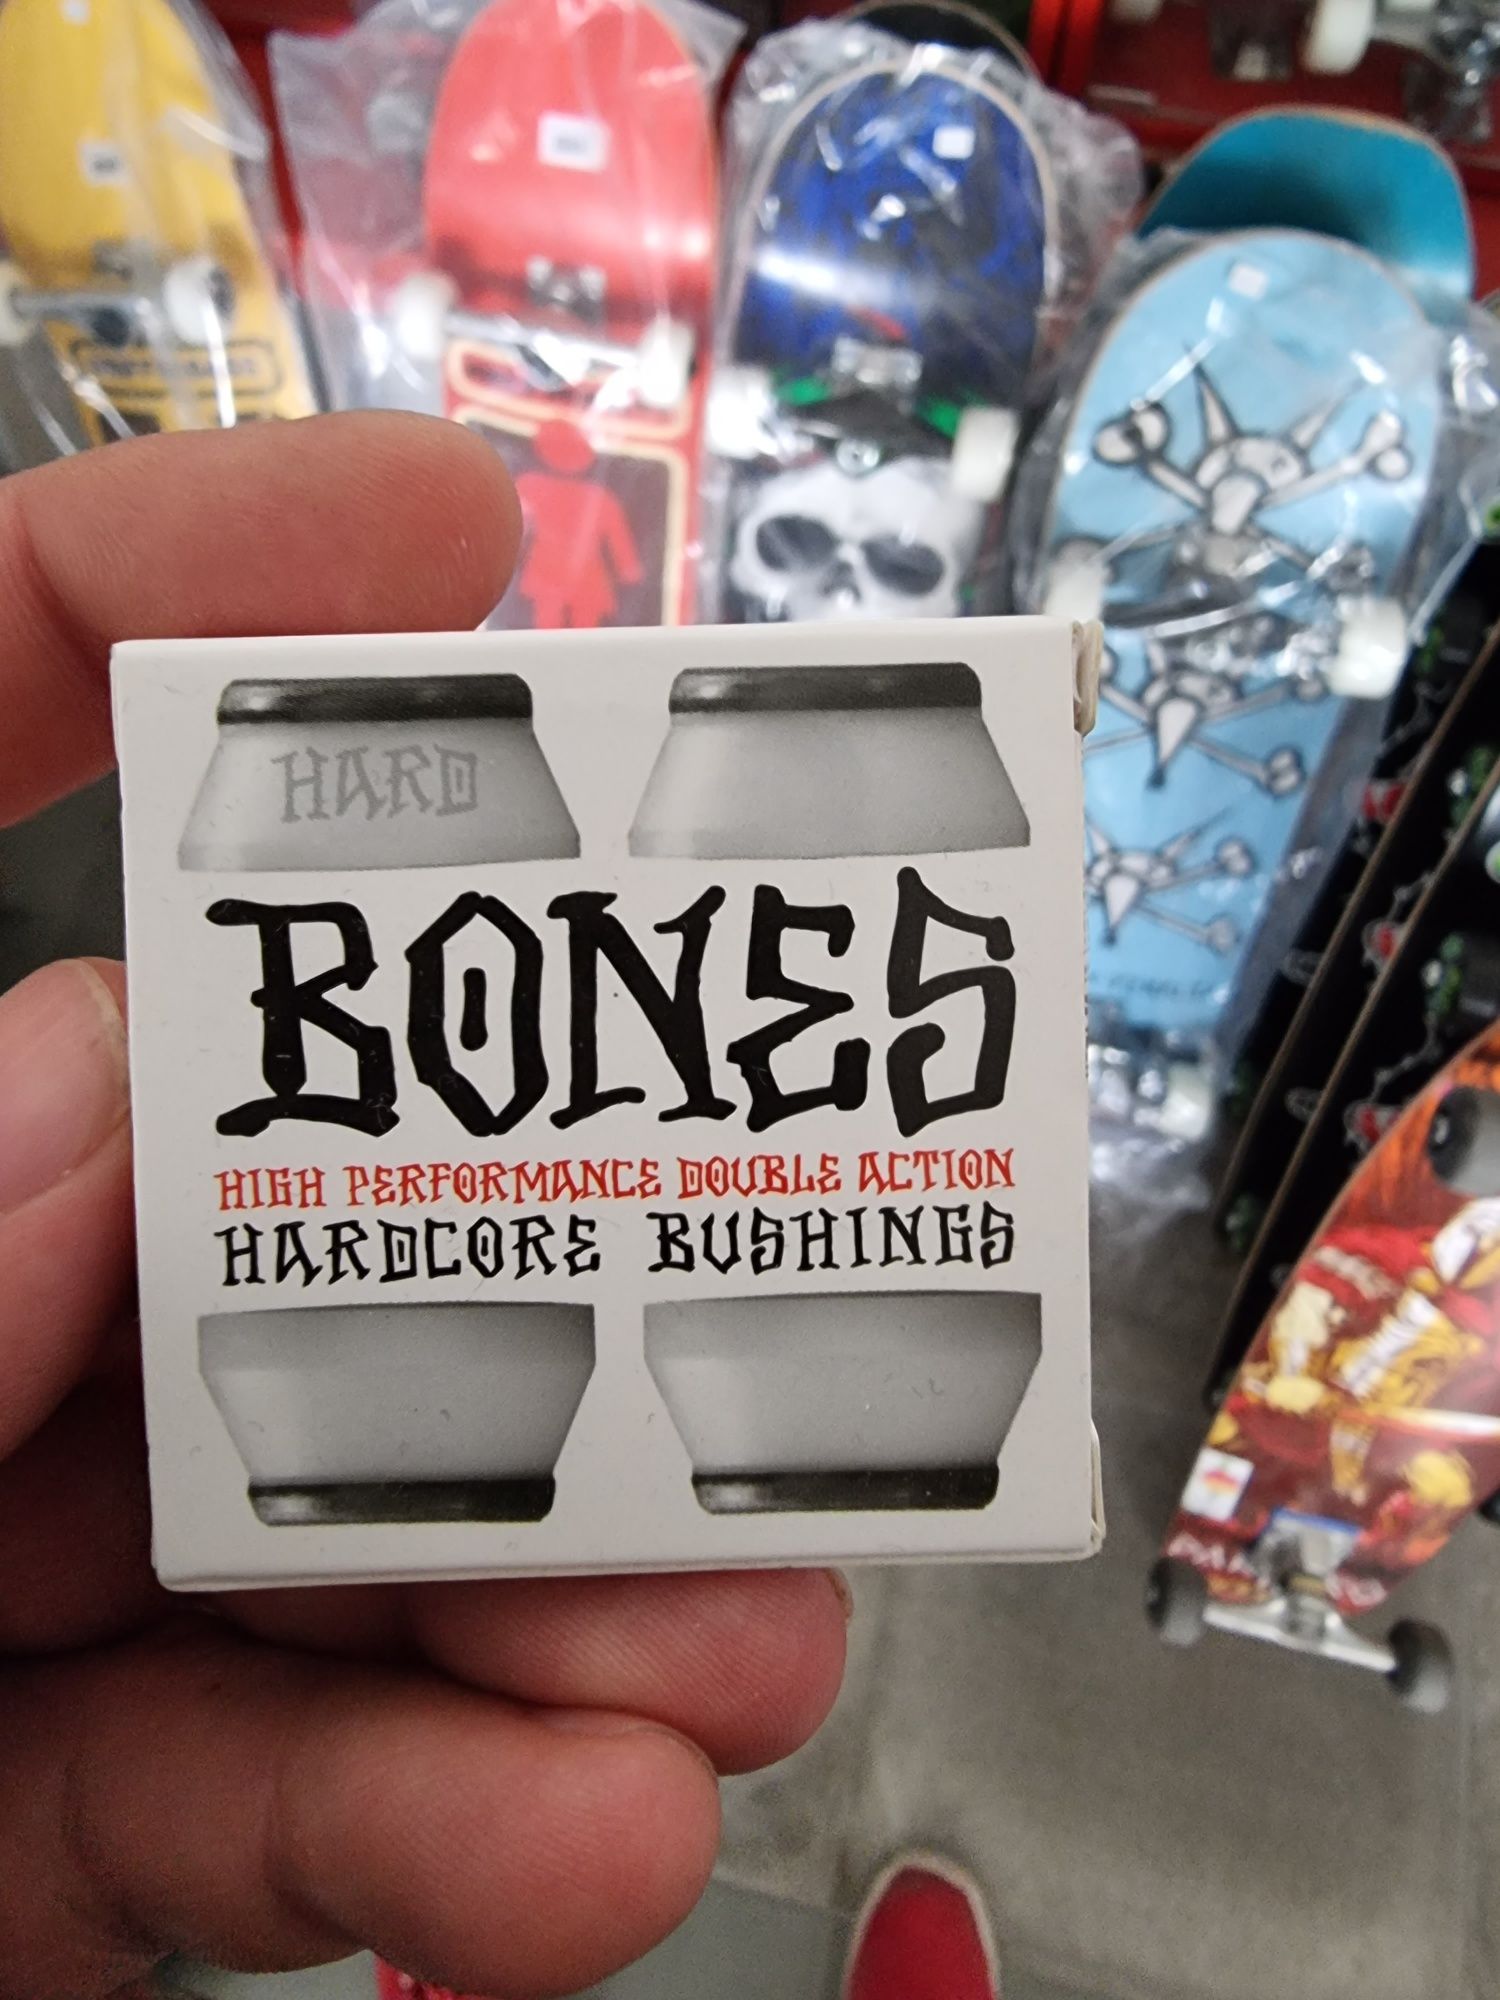 HARD
BONES
HIGH PERFORMANCE DOUBLE ACTION
HARDCORE BUSHINGS